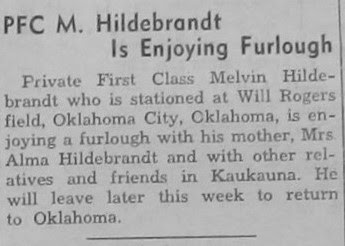 PFC M. Hildebrandt
Is Enjoying Furlough
Private First Class Melvin Hilde-
brandt who is stationed at Will Rogers
field, Oklahoma City, Oklahoma, is en-
joying a furlough with his mother, Mrs
Alma Hildebrandt and with other rel-
atives and friends in Kaukauna. He
will leave later this week to return
to Oklahoma.